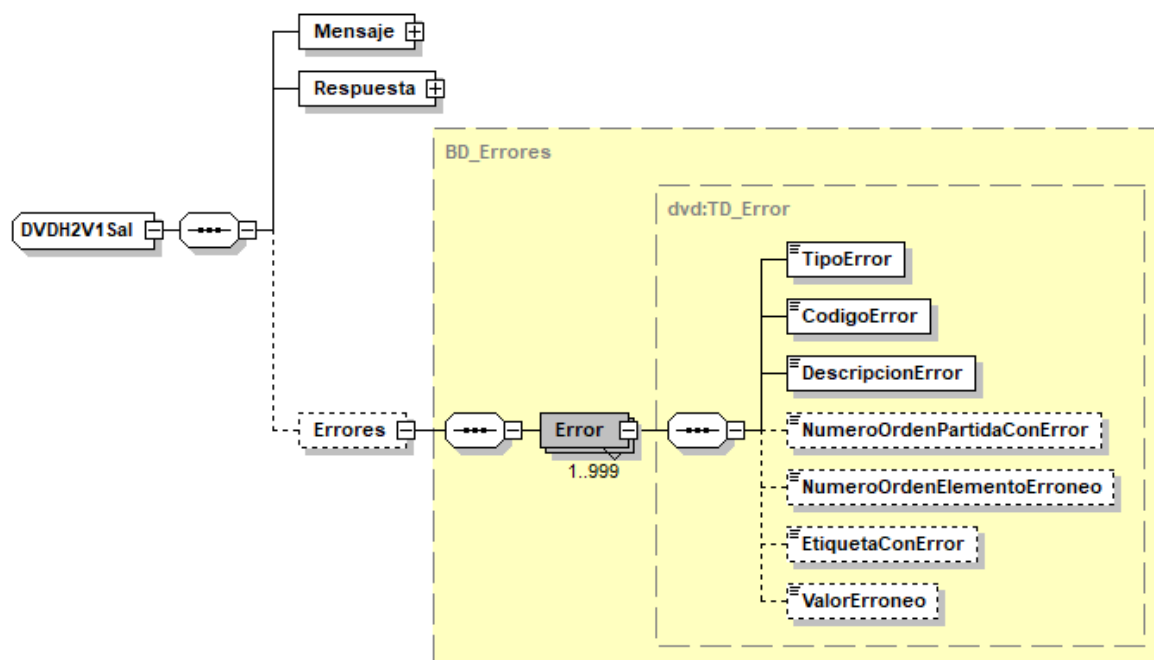 Mensaje
Respuesta
BD_Errores
dvd:TD_Error
DVDH2V1Sal
TipoError
CodigoError
DescripcionError
Errores
Error
1..999
NumeroOrdenPartidaConError
NumeroOrdenElementoErroneo
EtiquetaConError
ValorErroneo